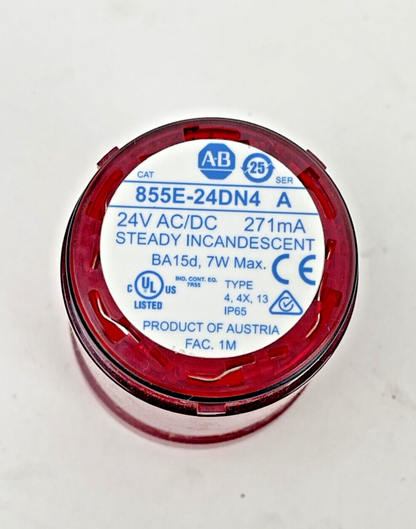 A-B 25
CAT SER
855E-24DN4 A
24V AC/DC 271mA
STEADY INCANDESCENT
BA15d, 7W Max. CE
IND. CONT. EQ.
7R55
C UL US
LISTED
TYPE
4, 4X, 13
IP65
PRODUCT OF AUSTRIA
FAC. 1M